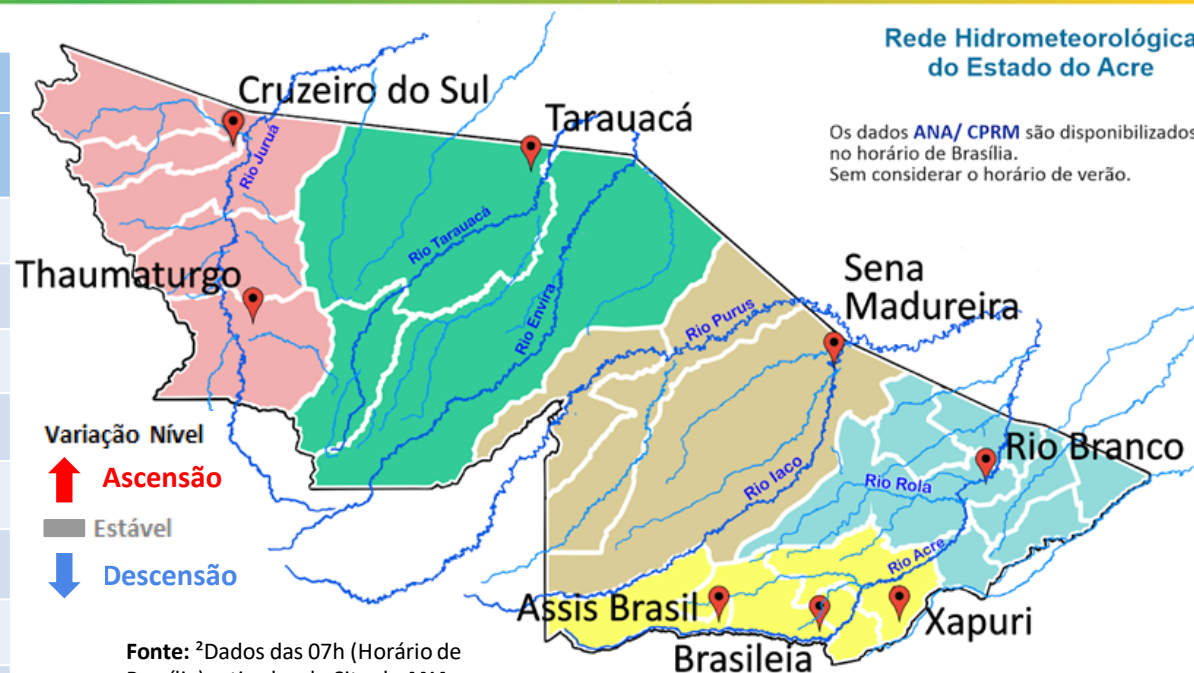 Rede Hidrometeorológica
do Estado do Acre
Os dados ANA/ CPRM são disponibilizados
no horário de Brasília.
Sem considerar o horário de verão.
Cruzeiro do Sul
Tarauacá
Rio Juruá
Rio Tarauacá
Thaumaturgo
Rio Envira
Sena
Madureira
Rio Purus
Variação Nível
Ascensão
Estável
Descensão
Rio Branco
Rio Iaco
Rio Rola
Rio Acre
Assis Brasil
Xapuri
Brasileia
Fonte: ²Dados das 07h (Horário de